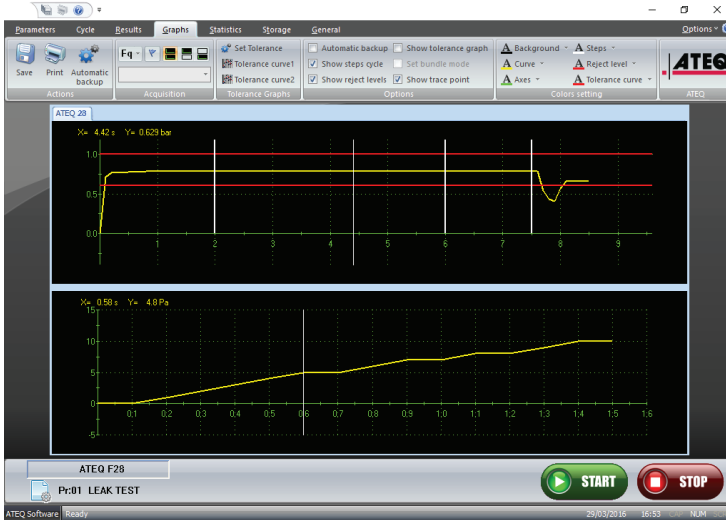 Parameters Cycle Results Graphs Statistics Storage General Options
Save Print Automatic backup
Actions
Fq
Acquisition
Set Tolerance
Tolerance curve1
Tolerance curve2
Tolerance Graphs
Automatic backup Show tolerance graph
Show steps cycle Set bundle mode
Show reject levels Show trace point
Options
A Background A Steps
A Curve A Reject level
A Axes A Tolerance curve
Colors setting
ATEQ
ATEQ
ATEQ 28
X= 4.42 s Y= 0.629 bar
1.0
0.5
0.0
1 2 3 4 5 6 7 8 9
X= 0.58 s Y= 4.8 Pa
15
10
5
0
0.1 0.2 0.3 0.4 0.5 0.6 0.7 0.8 0.9 1.0 1.1 1.2 1.3 1.4 1.5 1.6
-5
ATEQ F28
Pr:01 LEAK TEST
START STOP
ATEQ Software Ready 29/03/2016 16:53 CAP NUM